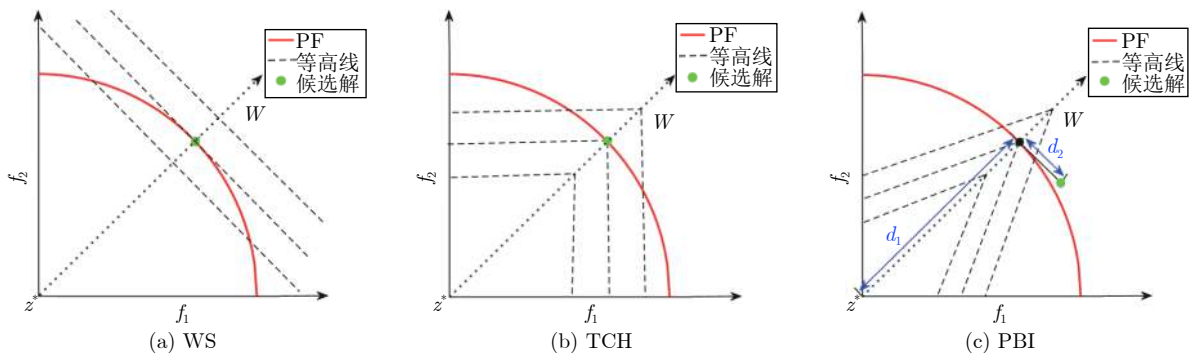 PF
等高线
候选解
W
f₂
z*
f₁
(a) WS
PF
等高线
候选解
W
f₂
z*
f₁
(b) TCH
PF
等高线
候选解
W
d₂
f₂
d₁
z*
f₁
(c) PBI